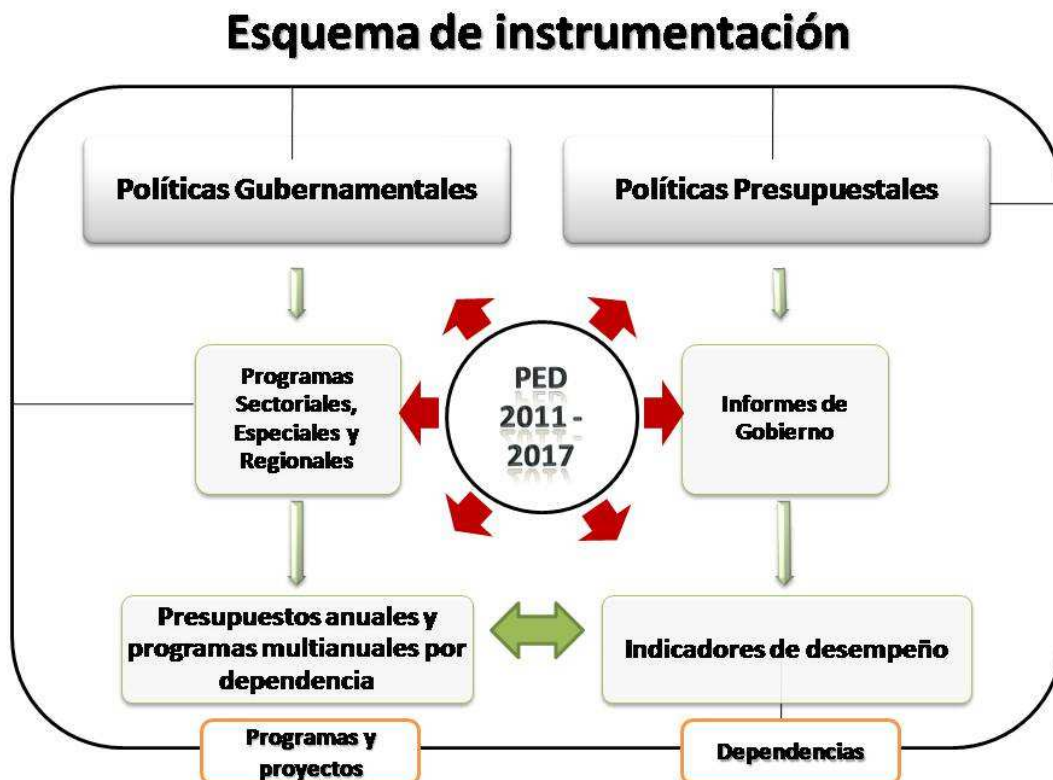 Esquema de instrumentación
Políticas Gubernamentales
Políticas Presupuestales
Programas
Sectoriales,
Especiales y
Regionales
PED
2011 -
2017
Informes de
Gobierno
Presupuestos anuales y
programas multianuales por
dependencia
Indicadores de desempeño
Programas y
proyectos
Dependencias